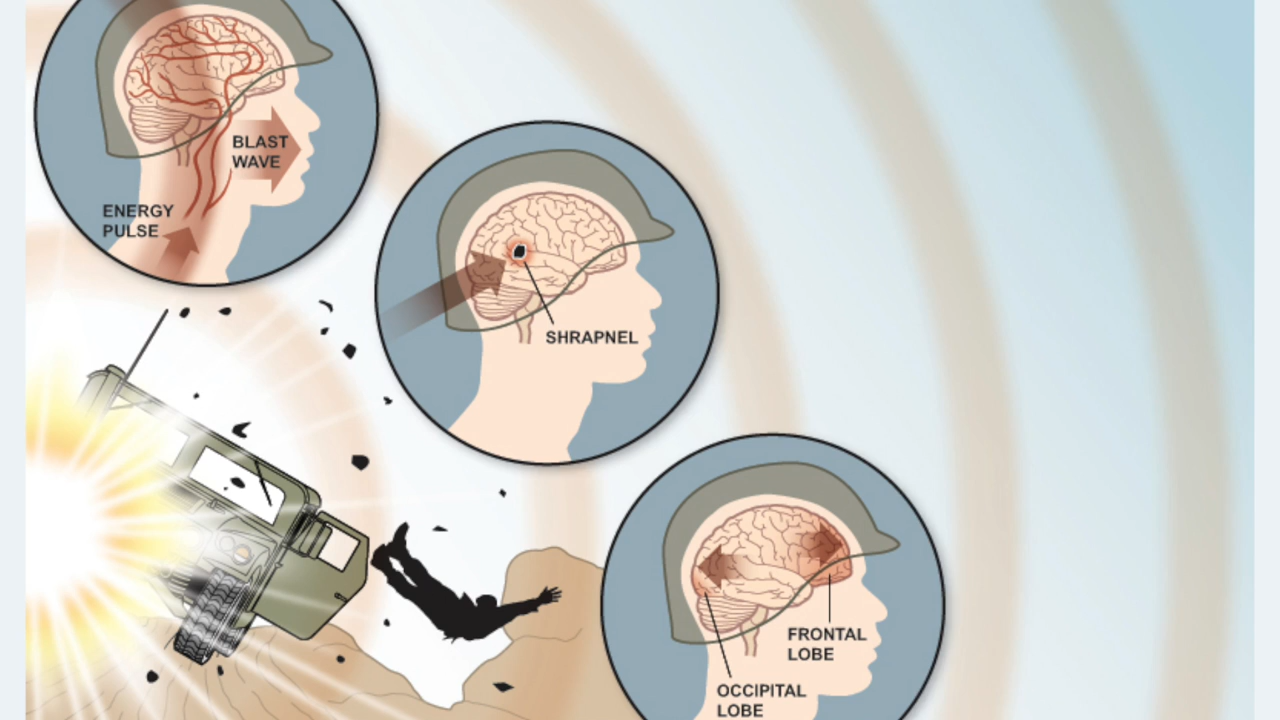 BLAST
WAVE
ENERGY
PULSE
SHRAPNEL
FRONTAL
LOBE
OCCIPITAL
LOBE